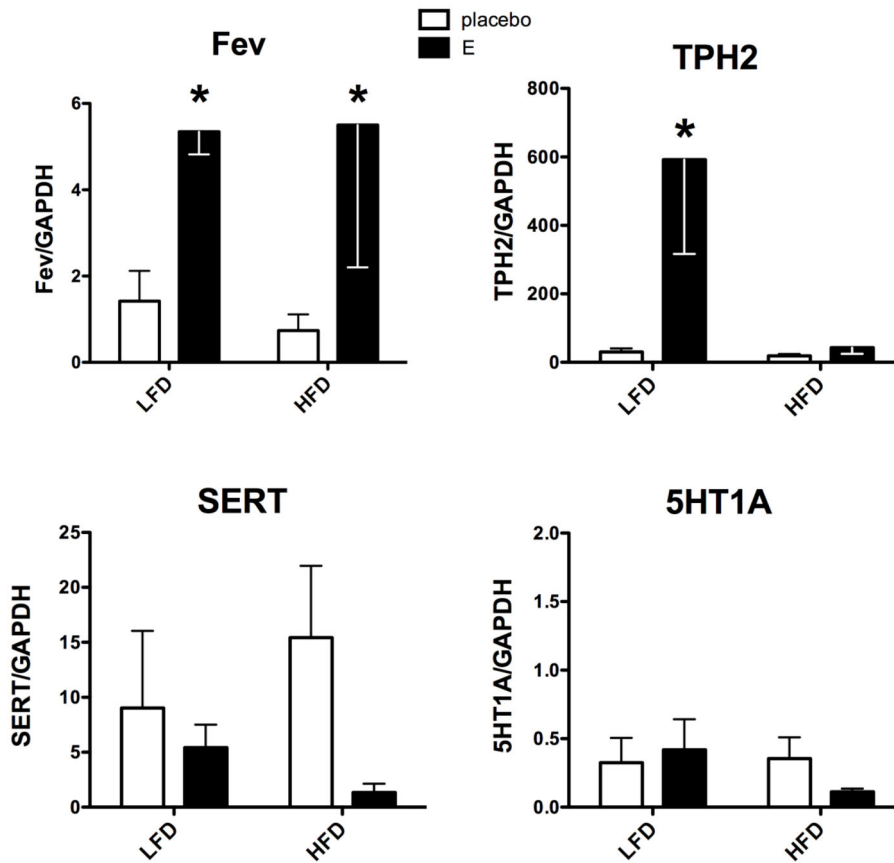 placebo
E
Fev
*
*
6
4
2
0
Fev/GAPDH
LFD
HFD
TPH2
*
800
600
400
200
0
TPH2/GAPDH
LFD
HFD
SERT
25
20
15
10
5
0
SERT/GAPDH
LFD
HFD
5HT1A
2.0
1.5
1.0
0.5
0.0
5HT1A/GAPDH
LFD
HFD